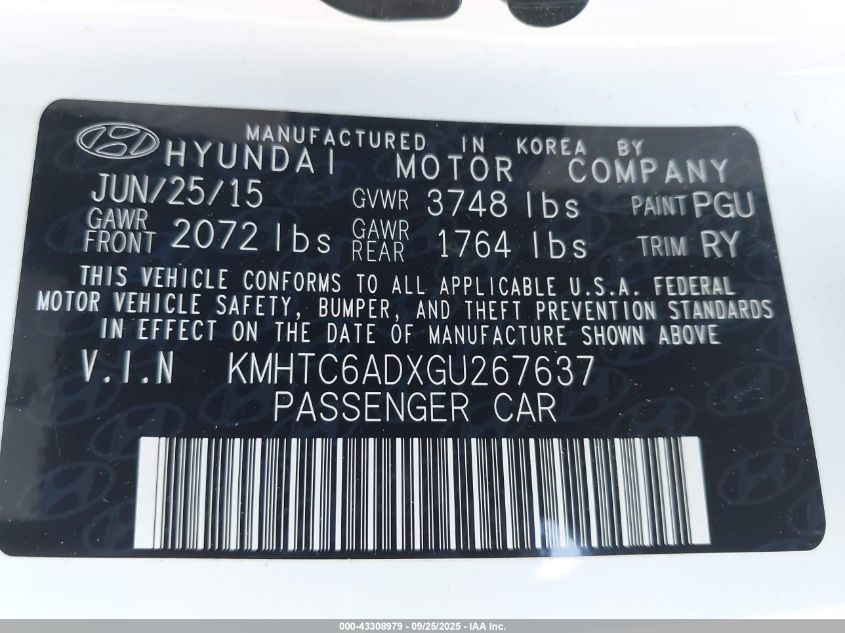 MANUFACTURED IN KOREA BY
HYUNDAI MOTOR COMPANY
JUN/25/15 GVWR 3748 lbs PAINT PGU
GAWR FRONT 2072 lbs GAWR REAR 1764 lbs TRIM RY
THIS VEHICLE CONFORMS TO ALL APPLICABLE U.S.A. FEDERAL
MOTOR VEHICLE SAFETY, BUMPER, AND THEFT PREVENTION STANDARDS
IN EFFECT ON THE DATE OF MANUFACTURE SHOWN ABOVE
V.I.N KMHTC6ADXGU267637
PASSENGER CAR
000-43308979 - 09/25/2025 - IAA Inc.